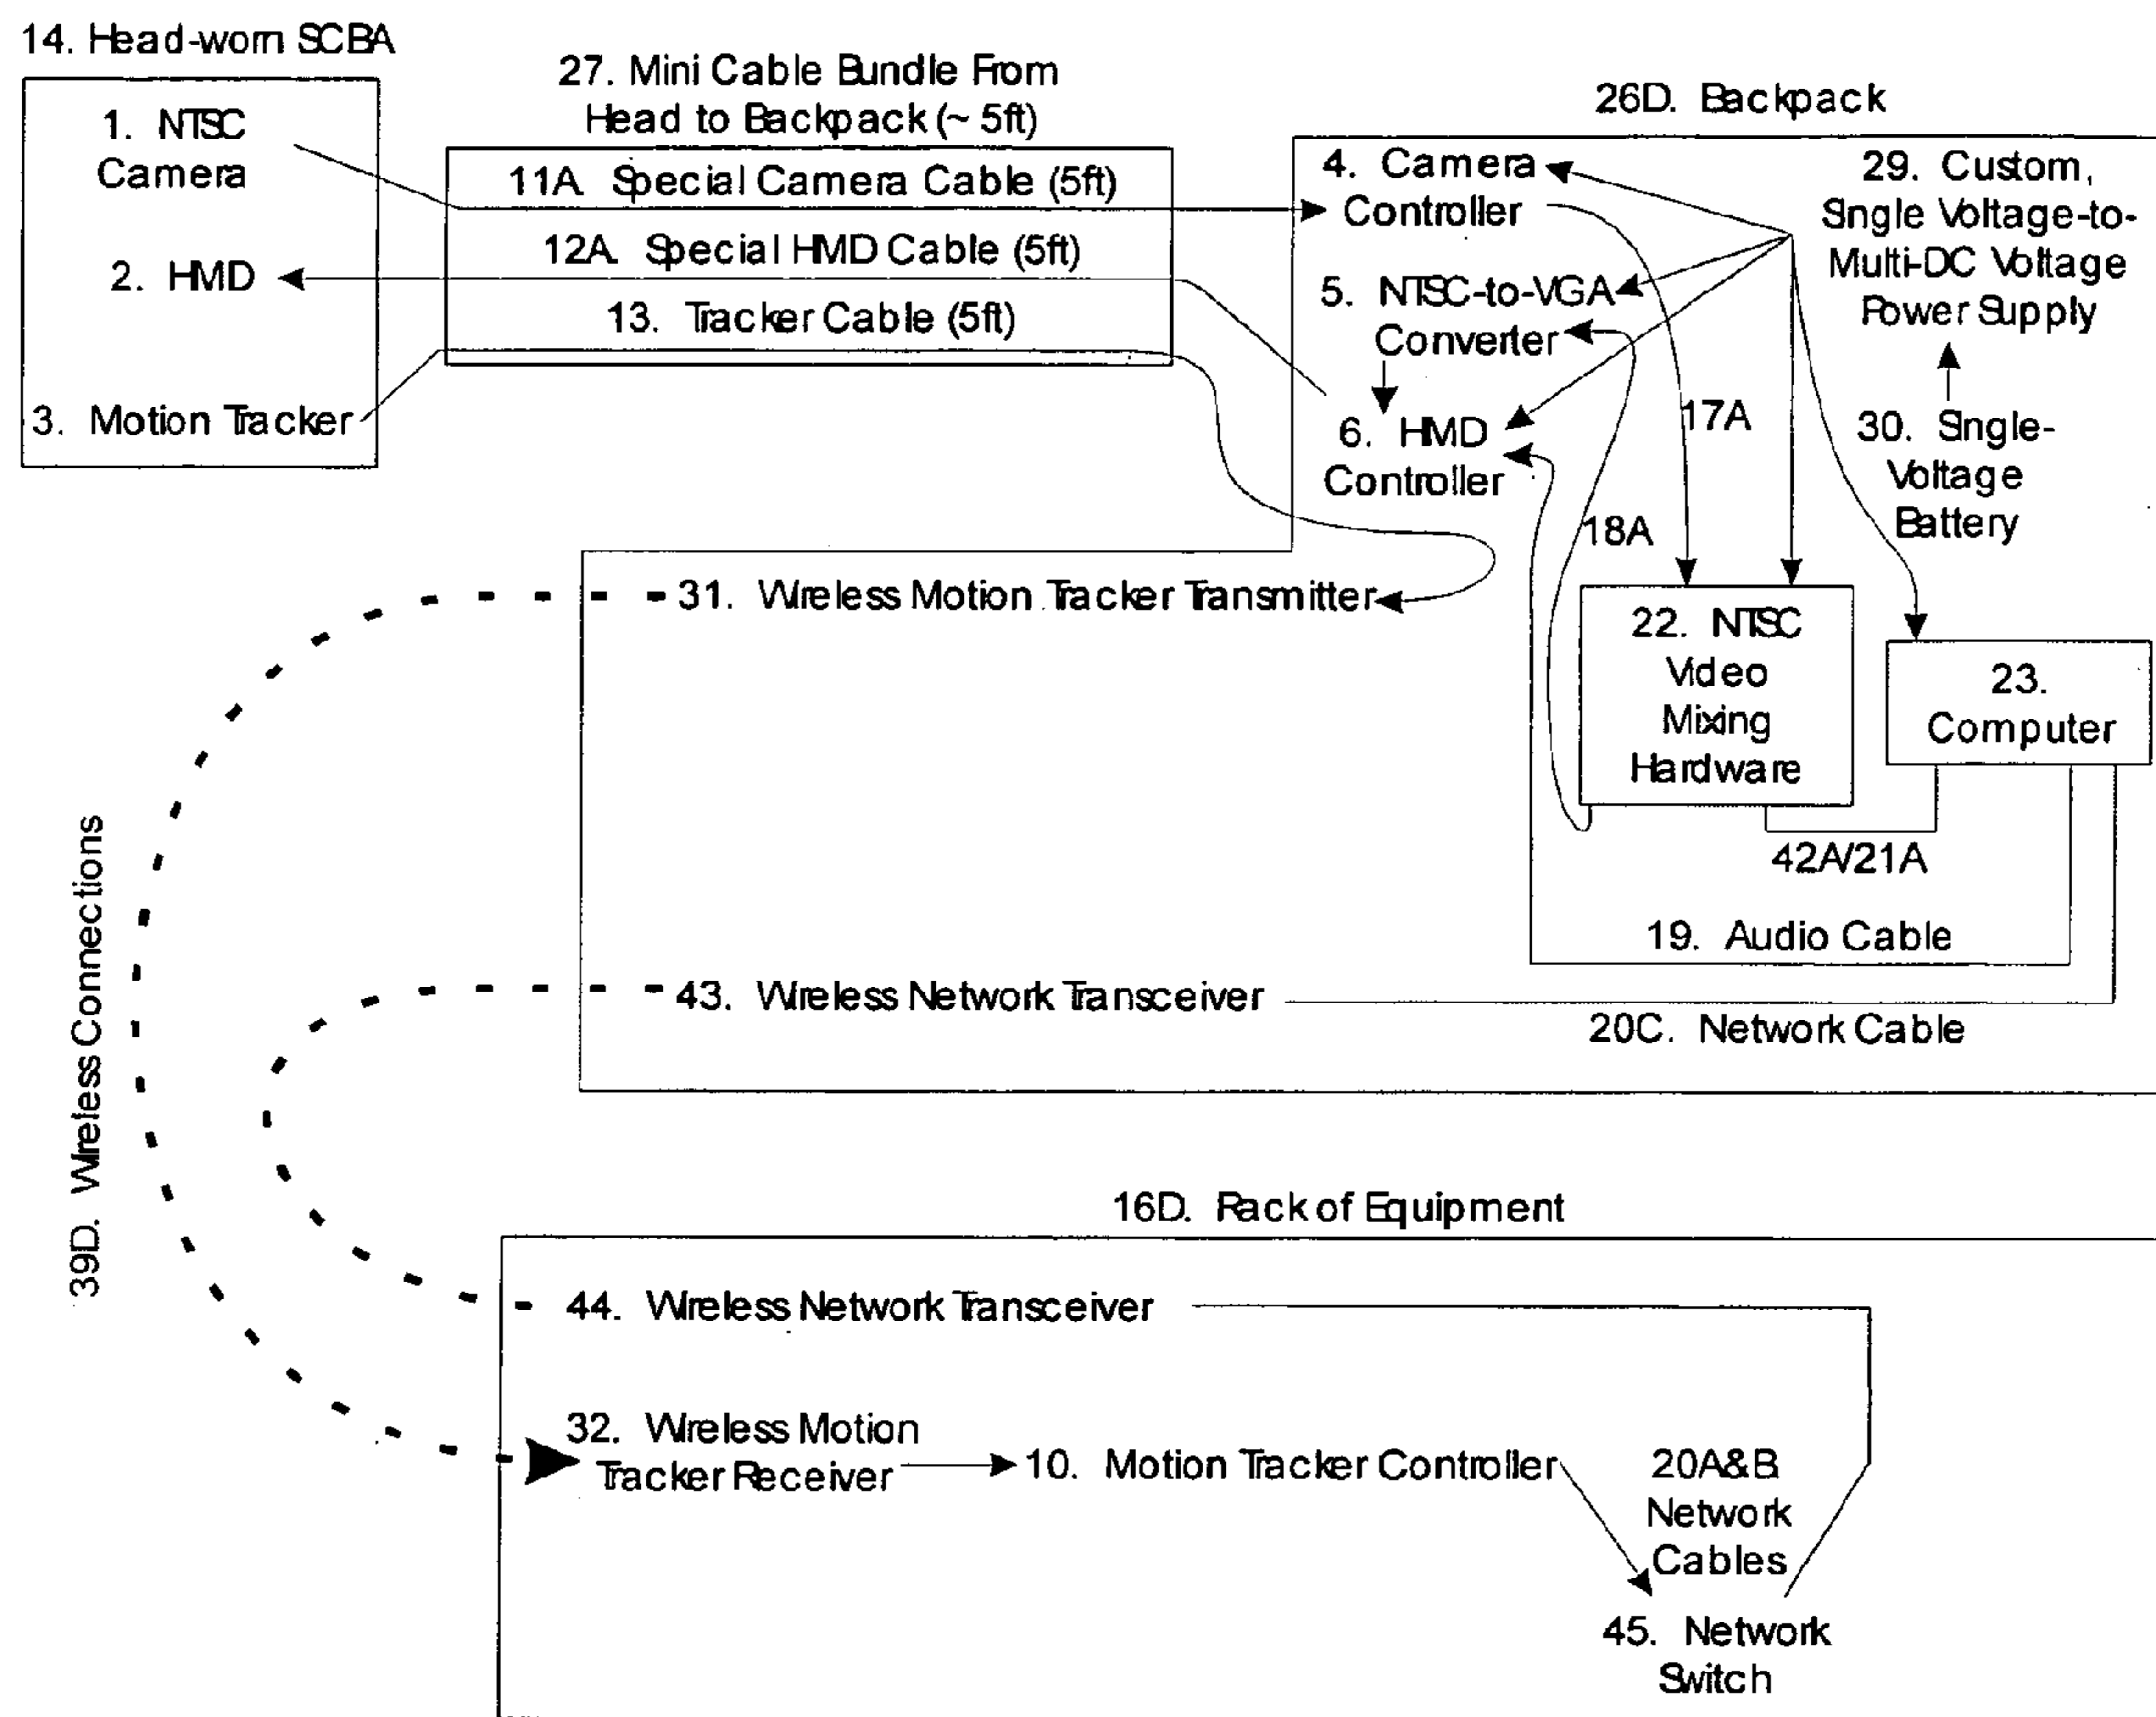 14. Head-worn SCBA
1. NTSC
Camera
2. HMD
3. Motion Tracker
27. Mini Cable Bundle From
Head to Backpack (~ 5ft)
11A. Special Camera Cable (5ft)
12A. Special HMD Cable (5ft)
13. Tracker Cable (5ft)
26D. Backpack
4. Camera
Controller
5. NTSC-to-VGA
Converter
6. HMD
Controller
29. Custom,
Single Voltage-to-
Multi-DC Voltage
Power Supply
30. Single-
Voltage
Battery
17A
18A
31. Wireless Motion Tracker Transmitter
22. NTSC
Video
Mixing
Hardware
23.
Computer
42A/21A
19. Audio Cable
43. Wireless Network Transceiver
20C. Network Cable
39D. Wireless Connections
16D. Rack of Equipment
44. Wireless Network Transceiver
32. Wireless Motion
Tracker Receiver
10. Motion Tracker Controller
20A&B
Network
Cables
45. Network
Switch